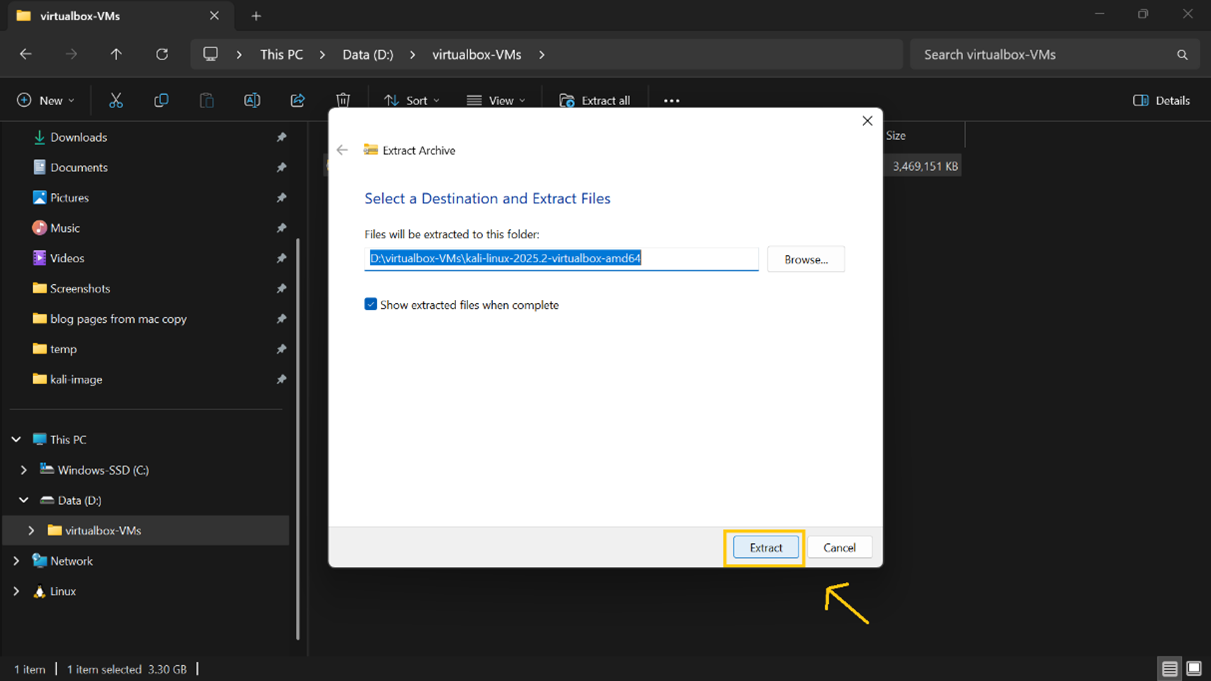 virtualbox-VMs
This PC > Data (D:) > virtualbox-VMs >
Search virtualbox-VMs
New
Sort
View
Extract all
Details
Downloads
Documents
Pictures
Music
Videos
Screenshots
blog pages from mac copy
temp
kali-image
This PC
Windows-SSD (C:)
Data (D:)
virtualbox-VMs
Network
Linux
Size
3,469,151 KB
Extract Archive
Select a Destination and Extract Files
Files will be extracted to this folder:
D:\virtualbox-VMs\kali-linux-2025.2-virtualbox-amd64
Browse...
Show extracted files when complete
Extract
Cancel
1 item
1 item selected 3.30 GB